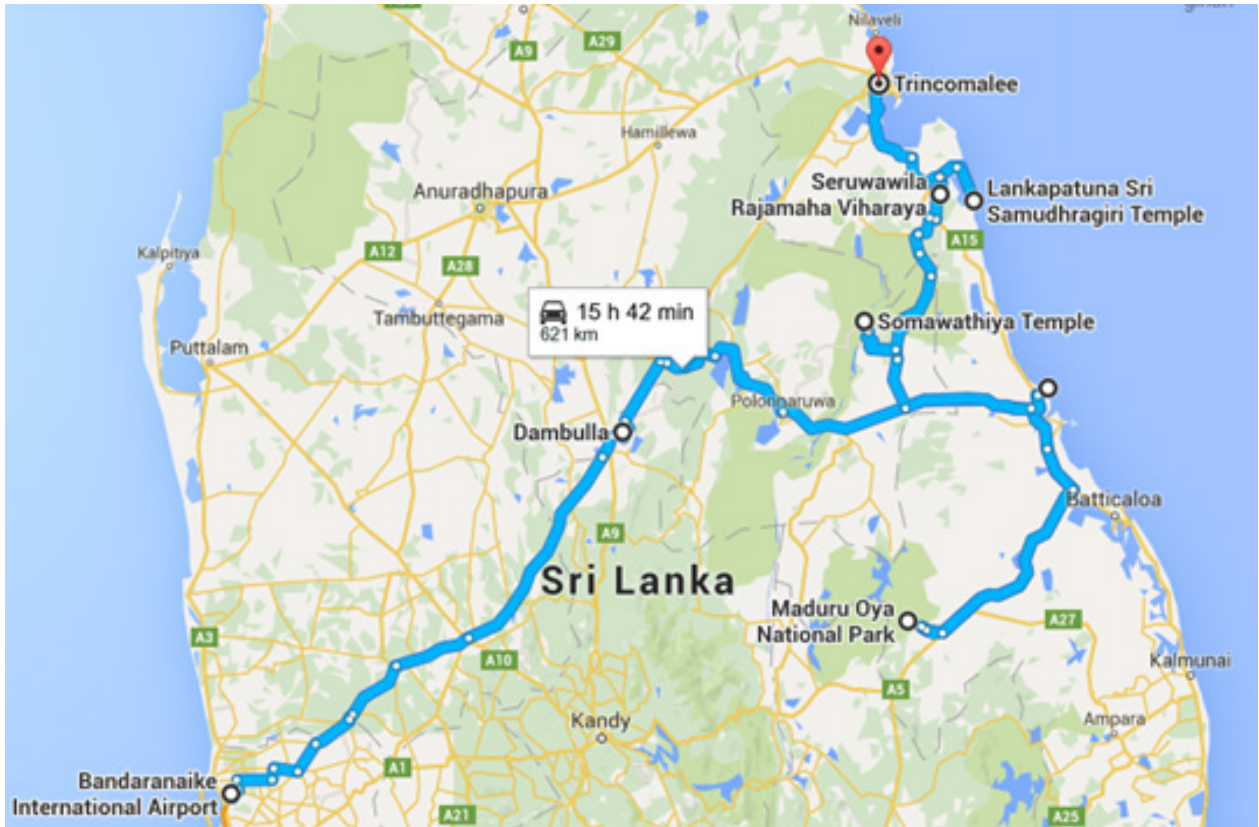 Nilaveli
A29
A9
Trincomalee
Hamillewa
Anuradhapura
Seruwawila
Rajamaha Viharaya
Lankapatuna Sri
Samudhragiri Temple
A15
Kalpitiya
A12
A28
15 h 42 min
621 km
Tambuttegama
Somawathiya Temple
Puttalam
Polonnaruwa
Dambulla
Batticaloa
A9
Sri Lanka
Maduru Oya
National Park
A27
A3
A10
Kalmunai
A5
Kandy
Ampara
Bandaranaike
International Airport
A1
A21
A25